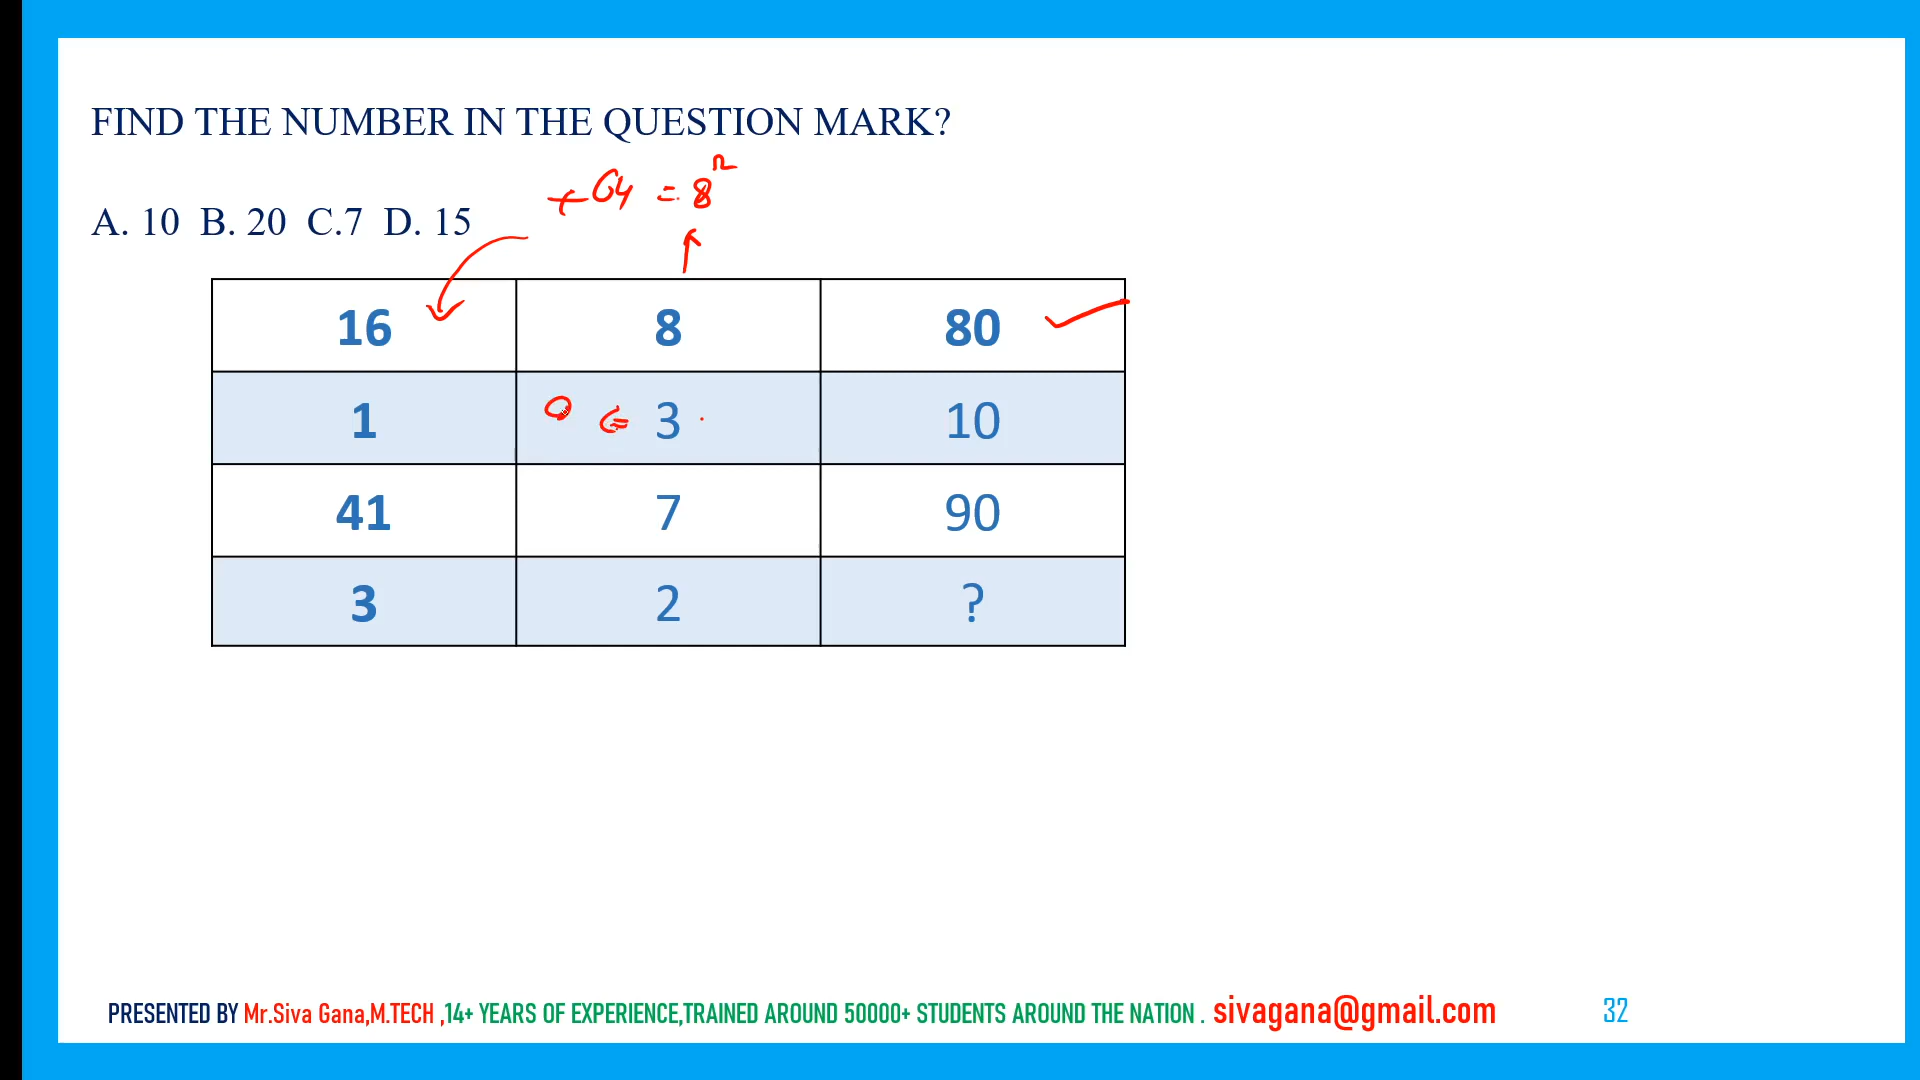 FIND THE NUMBER IN THE QUESTION MARK?
+64 = 8²
A. 10 B. 20 C.7 D. 15
16 8 80
1 9 ⇐ 3 10
41 7 90
3 2 ?
PRESENTED BY Mr.Siva Gana,M.TECH ,14+ YEARS OF EXPERIENCE,TRAINED AROUND 50000+ STUDENTS AROUND THE NATION . sivagana@gmail.com 32